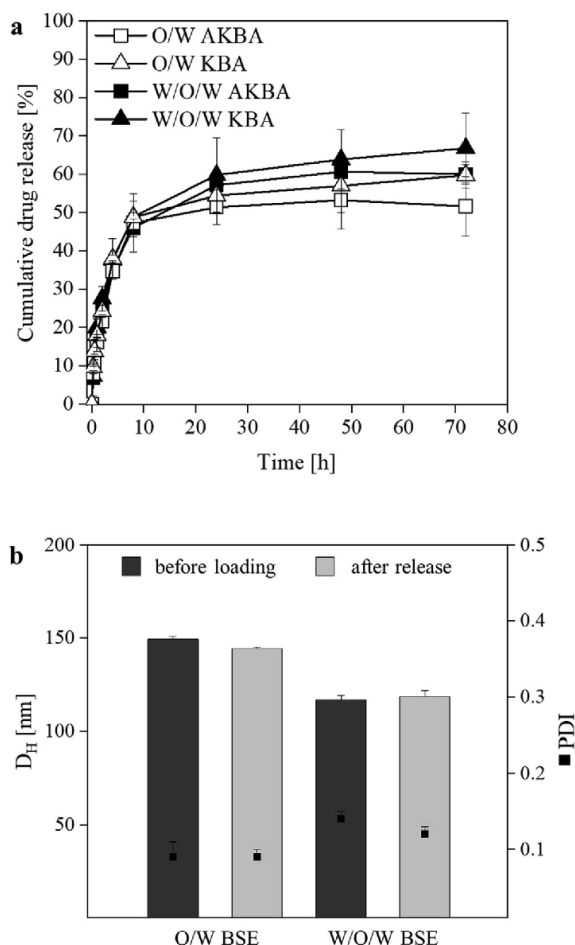 a
100
90
80
70
60
50
40
30
20
10
0
Cumulative drug release [%]
O/W AKBA
O/W KBA
W/O/W AKBA
W/O/W KBA
0 10 20 30 40 50 60 70 80
Time [h]
b
200
150
100
50
D_H [nm]
before loading after release
0.5
0.4
0.3
0.2
0.1
PDI
O/W BSE W/O/W BSE